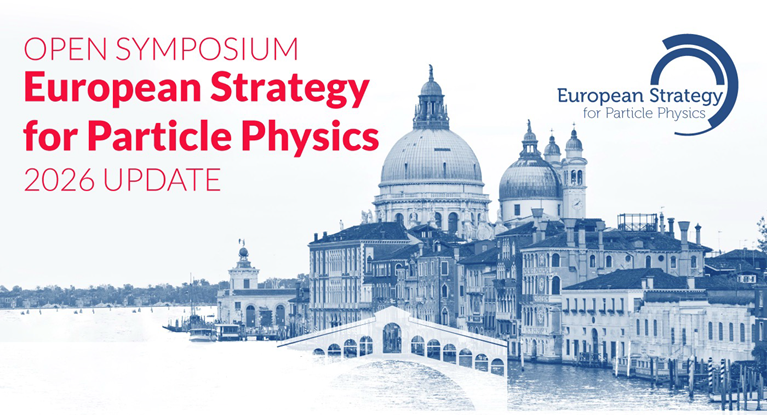 OPEN SYMPOSIUM
European Strategy
for Particle Physics
2026 UPDATE
European Strategy
for Particle Physics